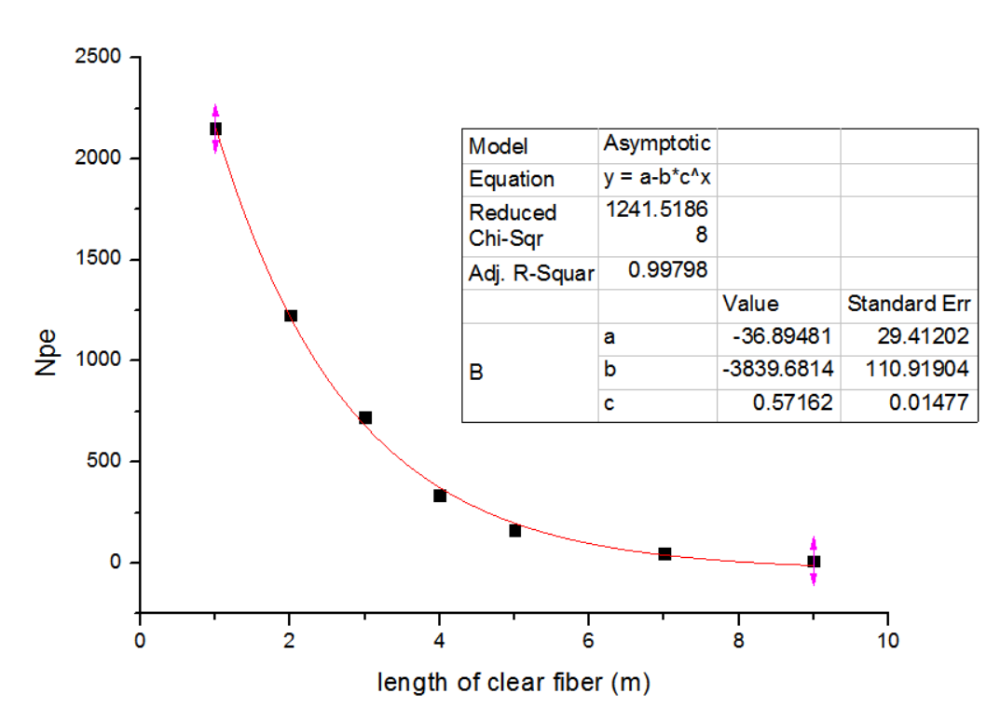 2500
2000
1500
1000
500
0
Npe
0 2 4 6 8 10
length of clear fiber (m)
Model Asymptotic
Equation y = a-b*c^x
Reduced 1241.5186
Chi-Sqr 8
Adj. R-Squar 0.99798
Value Standard Err
a -36.89481 29.41202
B b -3839.6814 110.91904
c 0.57162 0.01477